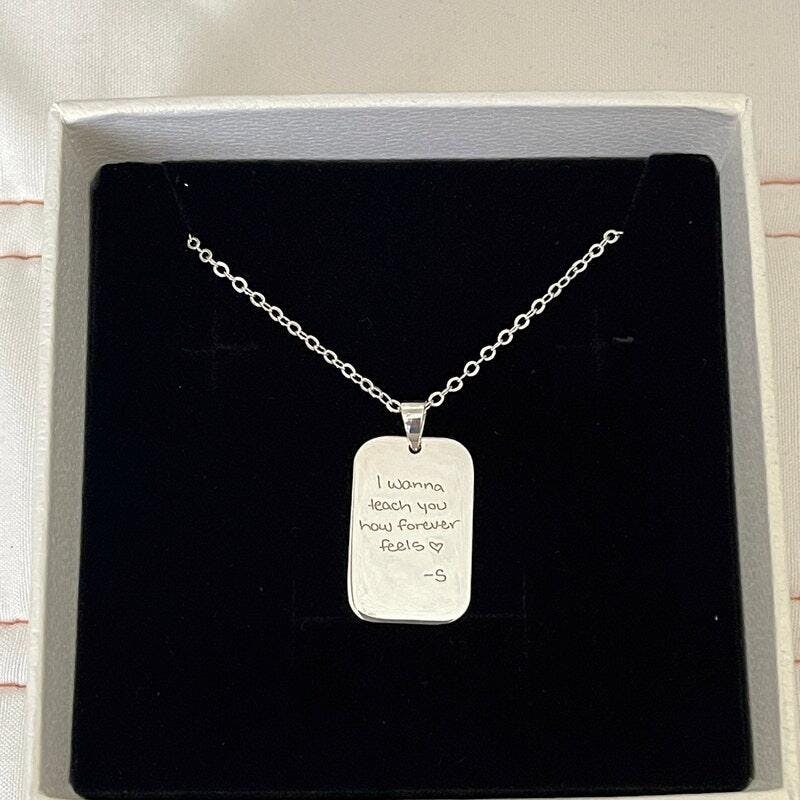 I wanna
teach you
how forever
feels ♡
-S